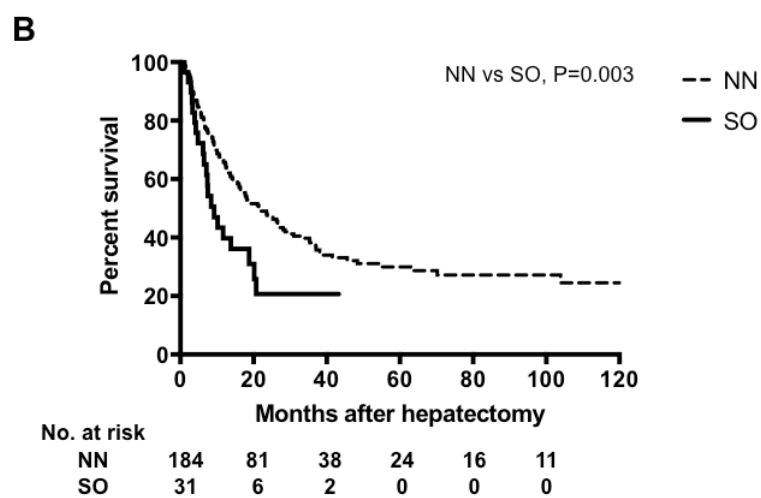 B
NN vs SO, P=0.003
NN
SO
Percent survival
100
80
60
40
20
0
0 20 40 60 80 100 120
Months after hepatectomy
No. at risk
NN 184 81 38 24 16 11
SO 31 6 2 0 0 0